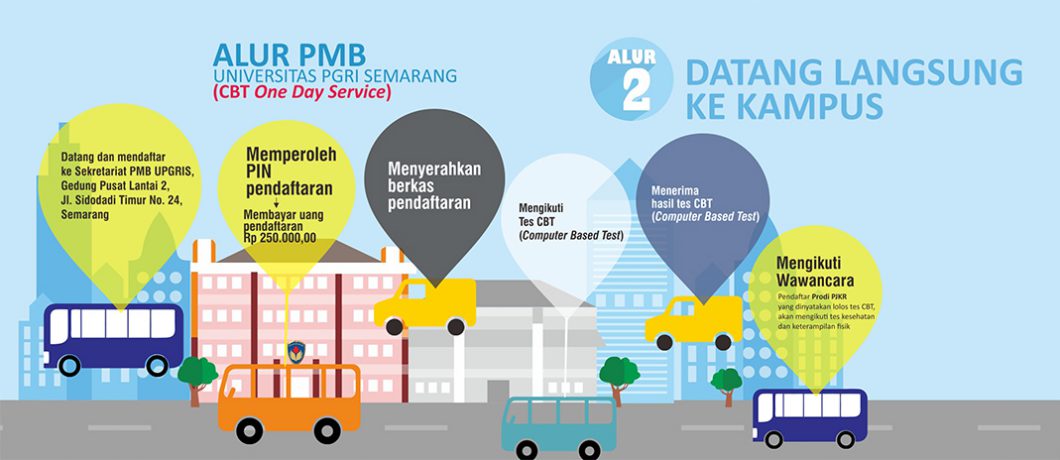 ALUR PMB
UNIVERSITAS PGRI SEMARANG
(CBT One Day Service)
ALUR
2
DATANG LANGSUNG
KE KAMPUS
Datang dan mendaftar
ke Sekretariat PMB UPGRIS,
Gedung Pusat Lantai 2,
Jl. Sidodadi Timur No. 24,
Semarang
Memperoleh
PIN
pendaftaran
Membayar uang
pendaftaran
Rp 250.000,00
Menyerahkan
berkas
pendaftaran
Mengikuti
Tes CBT
(Computer Based Test)
Menerima
hasil tes CBT
(Computer Based Test)
Mengikuti
Wawancara
Pendaftar Prodi PJKR
yang dinyatakan lolos tes CBT,
akan mengikuti tes kesehatan
dan keterampilan fisik